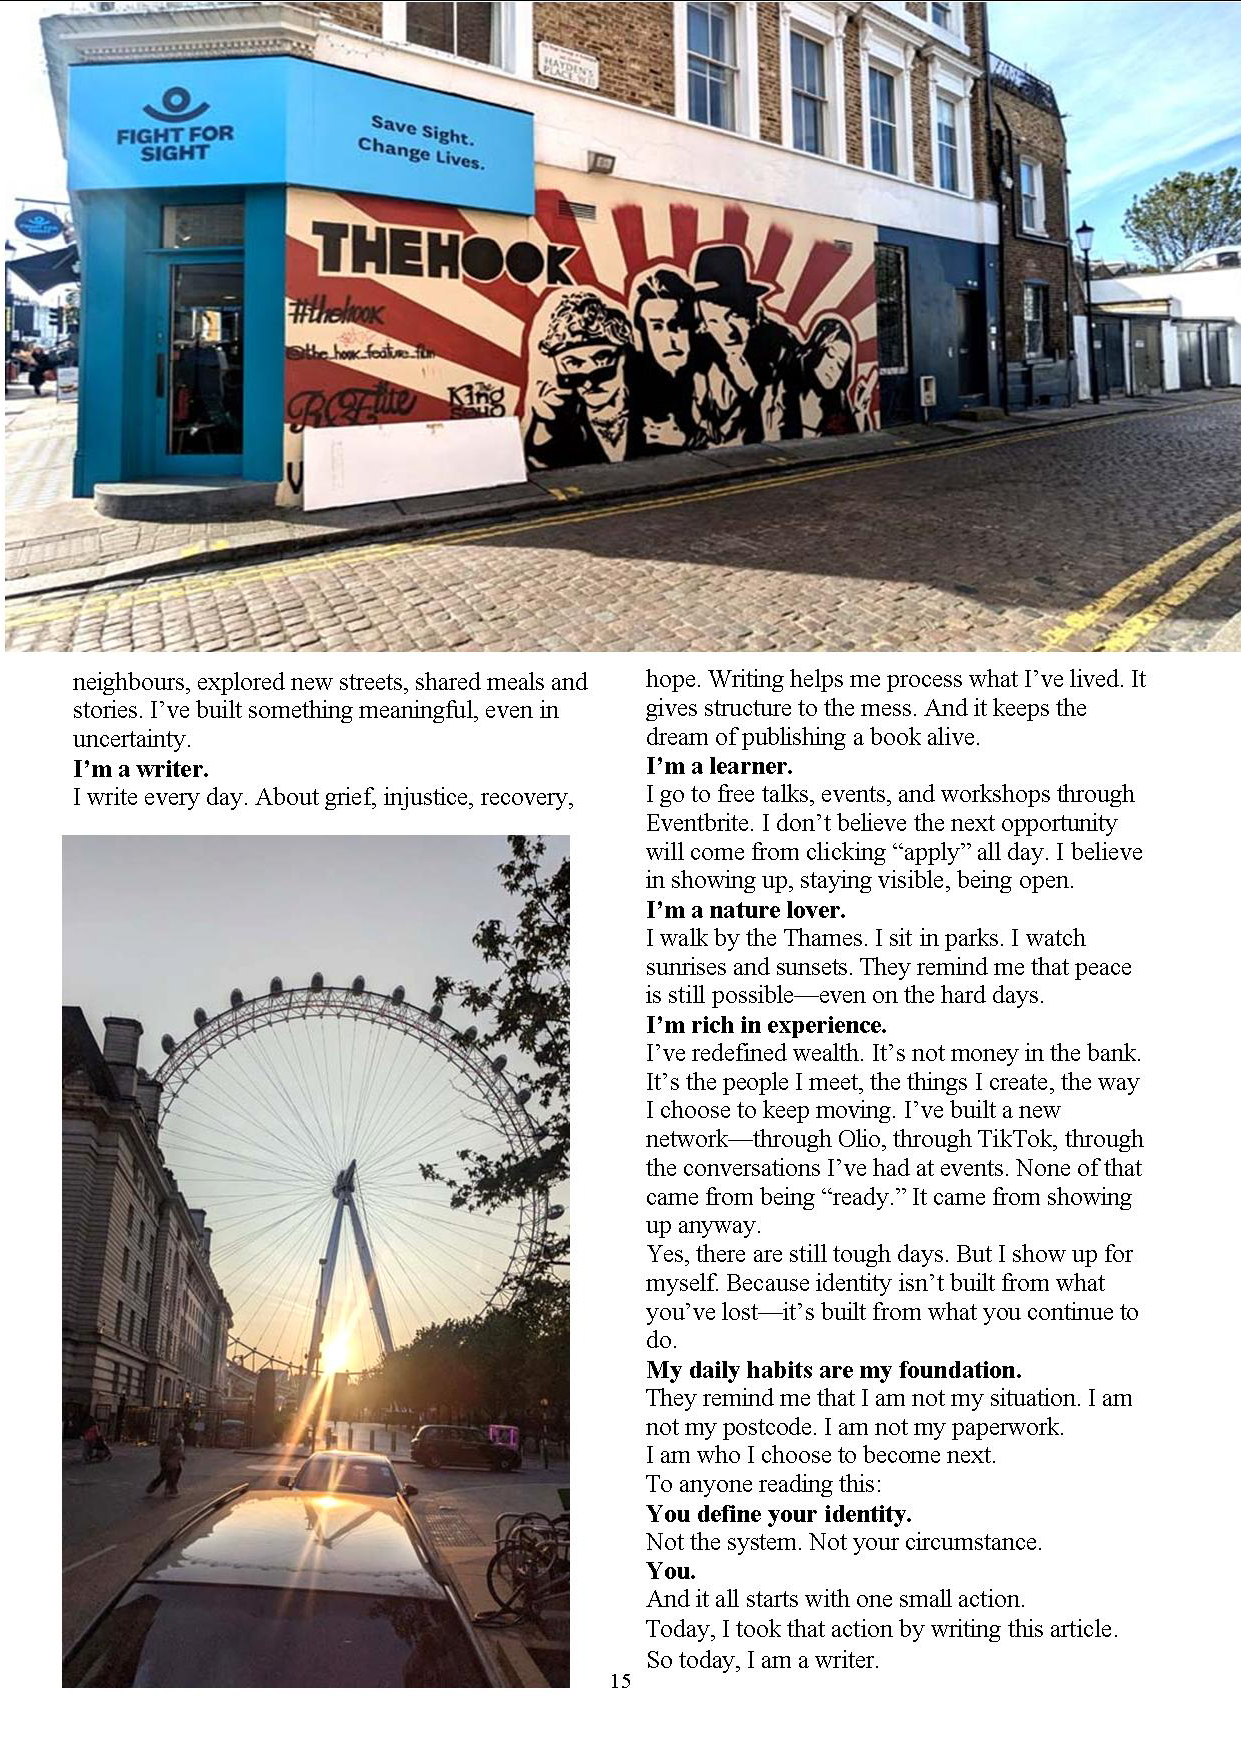 HAYDEN'S
PLACE W11
FIGHT FOR
SIGHT
Save Sight.
Change Lives.
FIGHT FOR
SIGHT
THE HOOK
#thehook
@the_hook_feature_film
The
King
SOHO
neighbours, explored new streets, shared meals and
stories. I’ve built something meaningful, even in
uncertainty.
I’m a writer.
I write every day. About grief, injustice, recovery,
hope. Writing helps me process what I’ve lived. It
gives structure to the mess. And it keeps the
dream of publishing a book alive.
I’m a learner.
I go to free talks, events, and workshops through
Eventbrite. I don’t believe the next opportunity
will come from clicking “apply” all day. I believe
in showing up, staying visible, being open.
I’m a nature lover.
I walk by the Thames. I sit in parks. I watch
sunrises and sunsets. They remind me that peace
is still possible—even on the hard days.
I’m rich in experience.
I’ve redefined wealth. It’s not money in the bank.
It’s the people I meet, the things I create, the way
I choose to keep moving. I’ve built a new
network—through Olio, through TikTok, through
the conversations I’ve had at events. None of that
came from being “ready.” It came from showing
up anyway.
Yes, there are still tough days. But I show up for
myself. Because identity isn’t built from what
you’ve lost—it’s built from what you continue to
do.
My daily habits are my foundation.
They remind me that I am not my situation. I am
not my postcode. I am not my paperwork.
I am who I choose to become next.
To anyone reading this:
You define your identity.
Not the system. Not your circumstance.
You.
And it all starts with one small action.
Today, I took that action by writing this article.
So today, I am a writer.
15